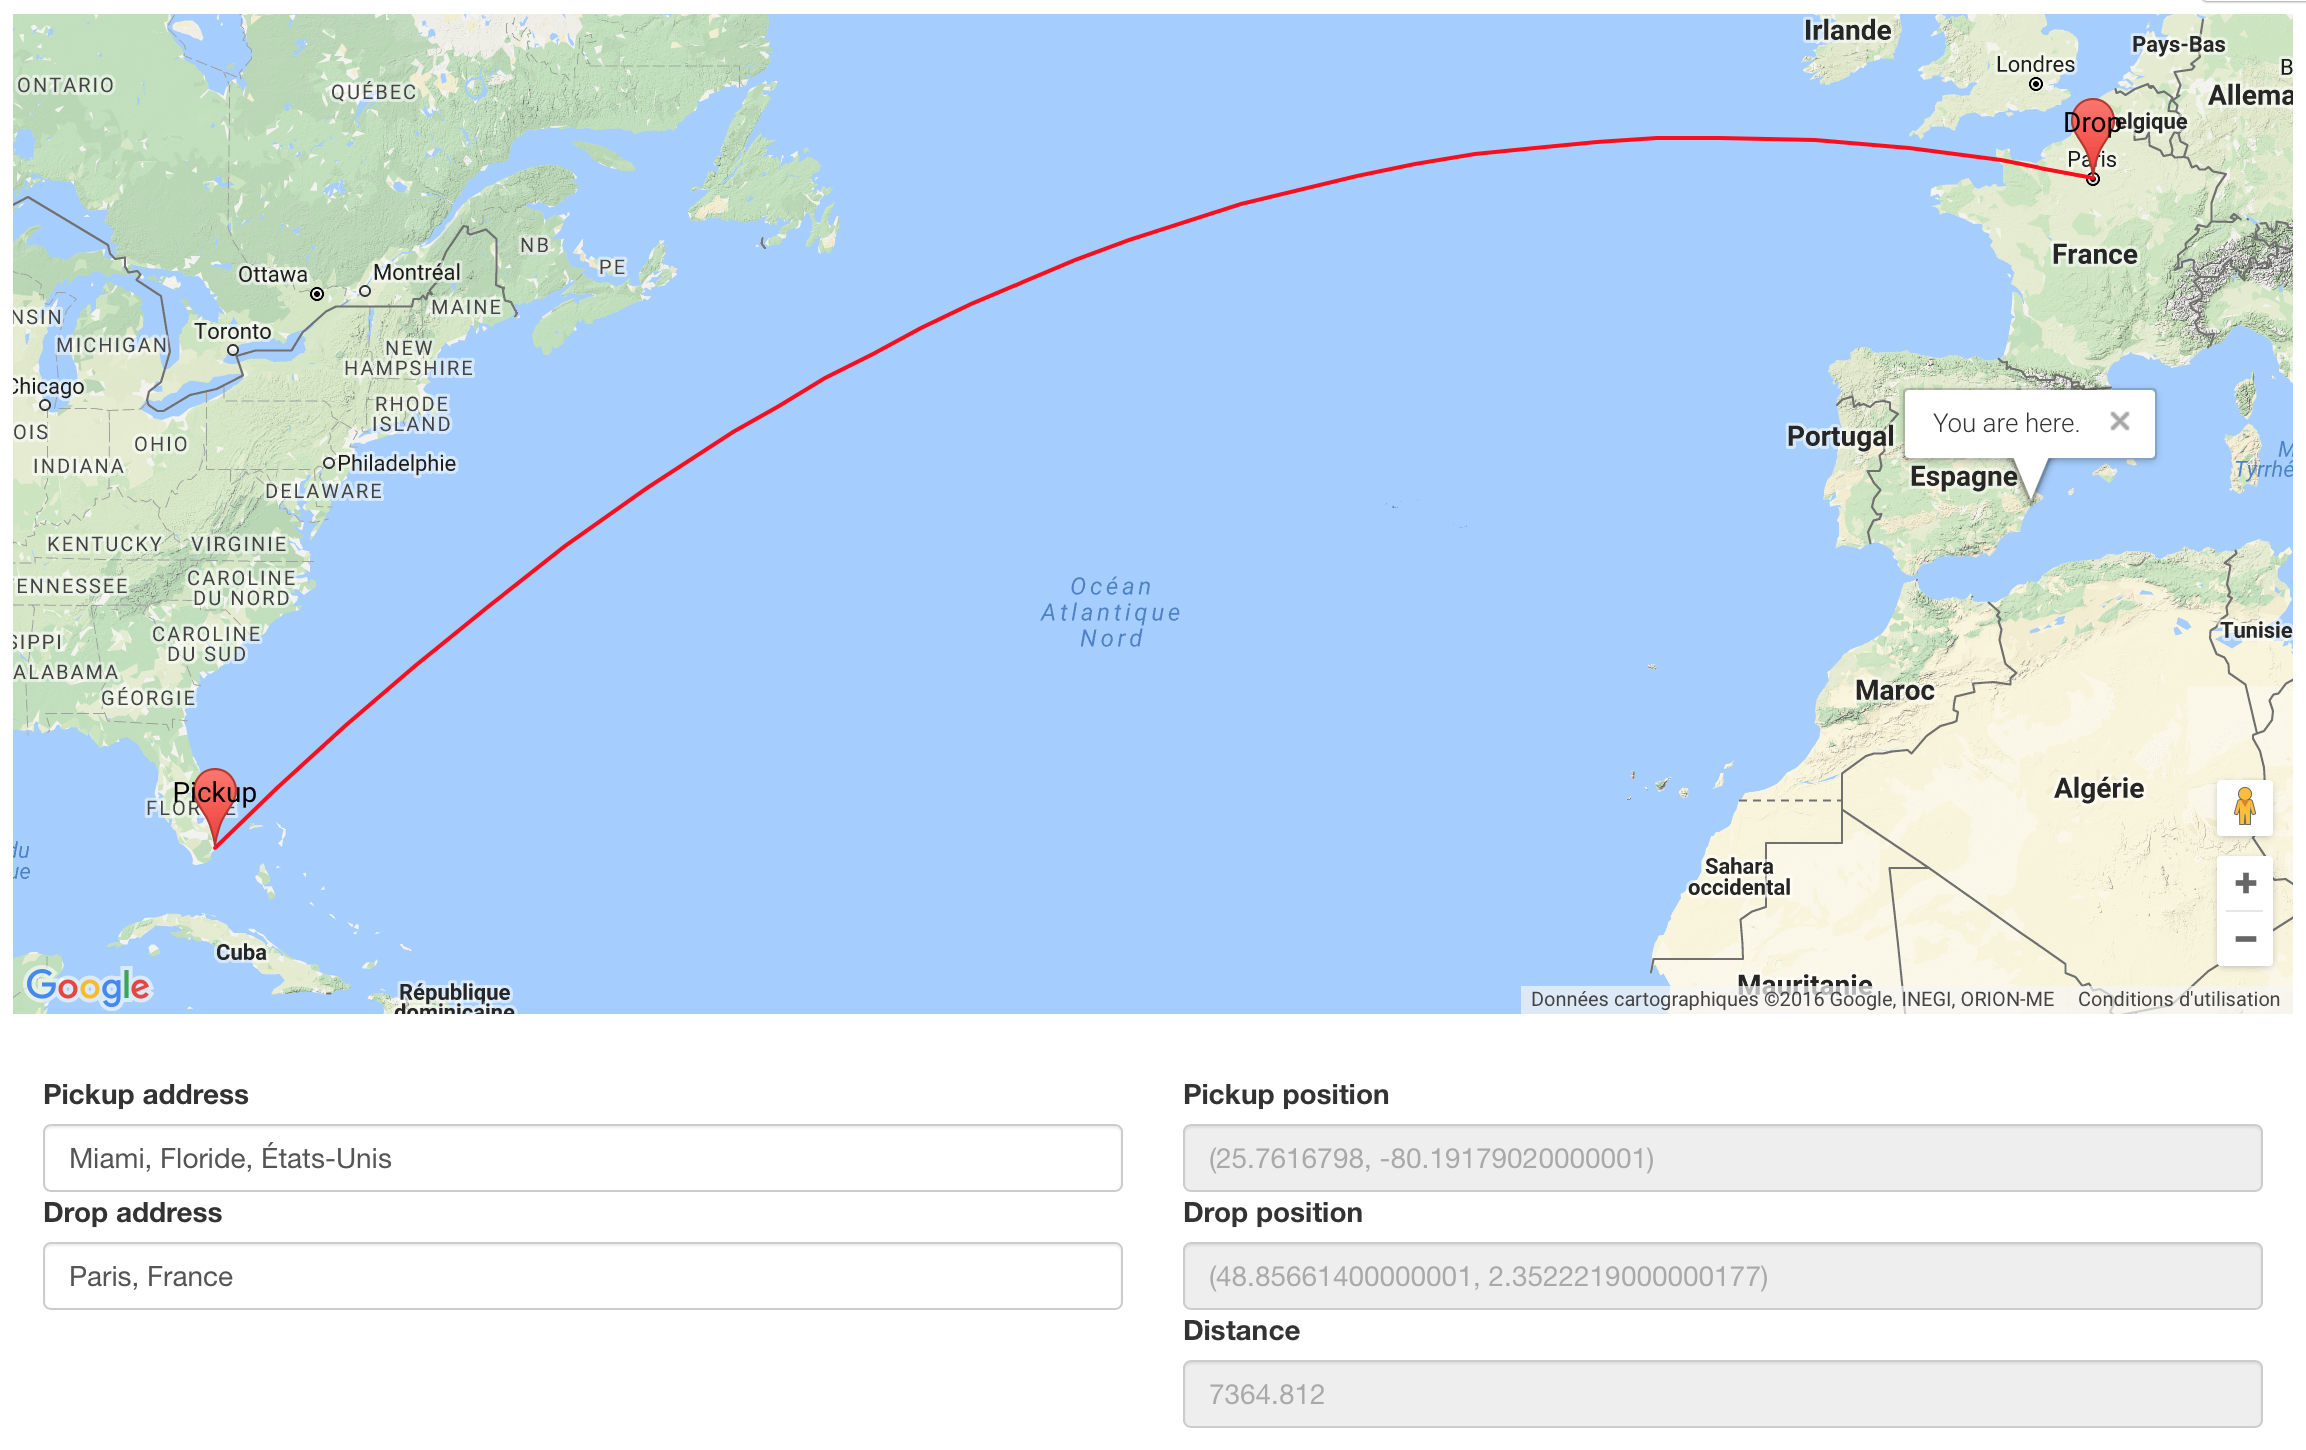 Irlande
Pays-Bas
Londres
ONTARIO
QUÉBEC
Allema
Drop
elgique
Paris
NB
France
PE
Ottawa
Montréal
MAINE
NSIN
Toronto
MICHIGAN
NEW
HAMPSHIRE
Chicago
RHODE
ISLAND
You are here.
OIS
OHIO
Portugal
INDIANA
Philadelphie
Tyrrhé
Espagne
DELAWARE
KENTUCKY
VIRGINIE
ENNESSEE
CAROLINE
DU NORD
Océan
Atlantique
Nord
SIPPI
CAROLINE
DU SUD
Tunisie
ALABAMA
GÉORGIE
Maroc
Pickup
Algérie
du
ue
Sahara
occidental
Cuba
Google
République
dominicaine
Mauritanie
Données cartographiques ©2016 Google, INEGI, ORION-ME Conditions d'utilisation
Pickup address
Pickup position
Miami, Floride, États-Unis
(25.7616798, -80.19179020000001)
Drop address
Drop position
Paris, France
(48.85661400000001, 2.3522219000000177)
Distance
7364.812